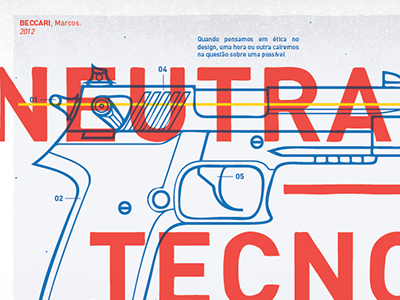 BECCARI, Marcos.
2012
Quando pensamos em ética no
design, uma hora ou outra cairemos
na questão sobre uma possível
04
NEUTRA
01
05
02
TECNO